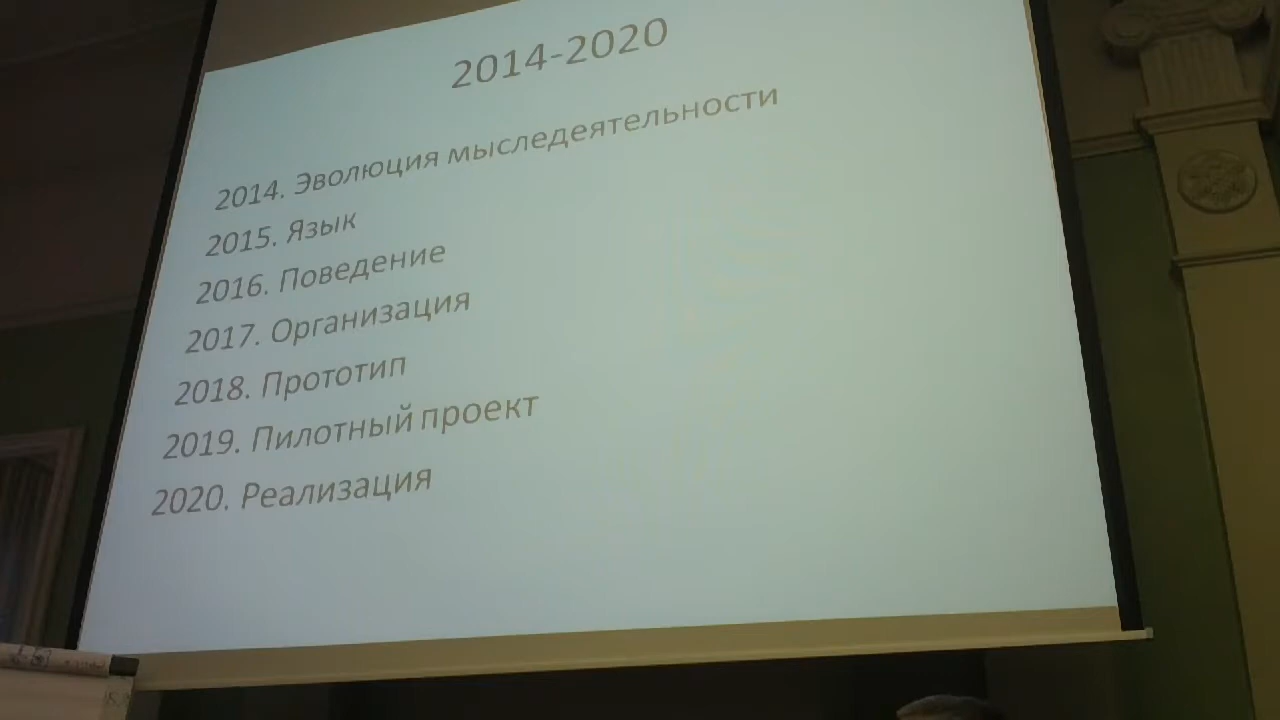 2014-2020
2014. Эволюция мыследеятельности
2015. Язык
2016. Поведение
2017. Организация
2018. Прототип
2019. Пилотный проект
2020. Реализация